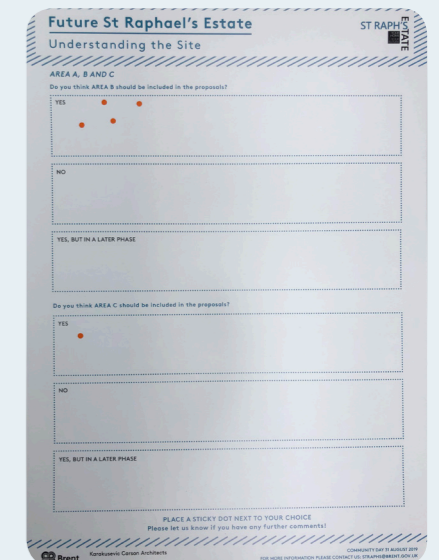 Future St Raphael's Estate
ST RAPH'S
ESTATE
Understanding the Site
AREA A, B AND C
Do you think AREA B should be included in the proposals?
YES
NO
YES, BUT IN A LATER PHASE
Do you think AREA C should be included in the proposals?
YES
NO
YES, BUT IN A LATER PHASE
PLACE A STICKY DOT NEXT TO YOUR CHOICE
Please let us know if you have any further comments!
Brent
Karakusevic Carson Architects
COMMUNITY DAY 31 AUGUST 2019
FOR MORE INFORMATION PLEASE CONTACT US: STRAPHS@BRENT.GOV.UK